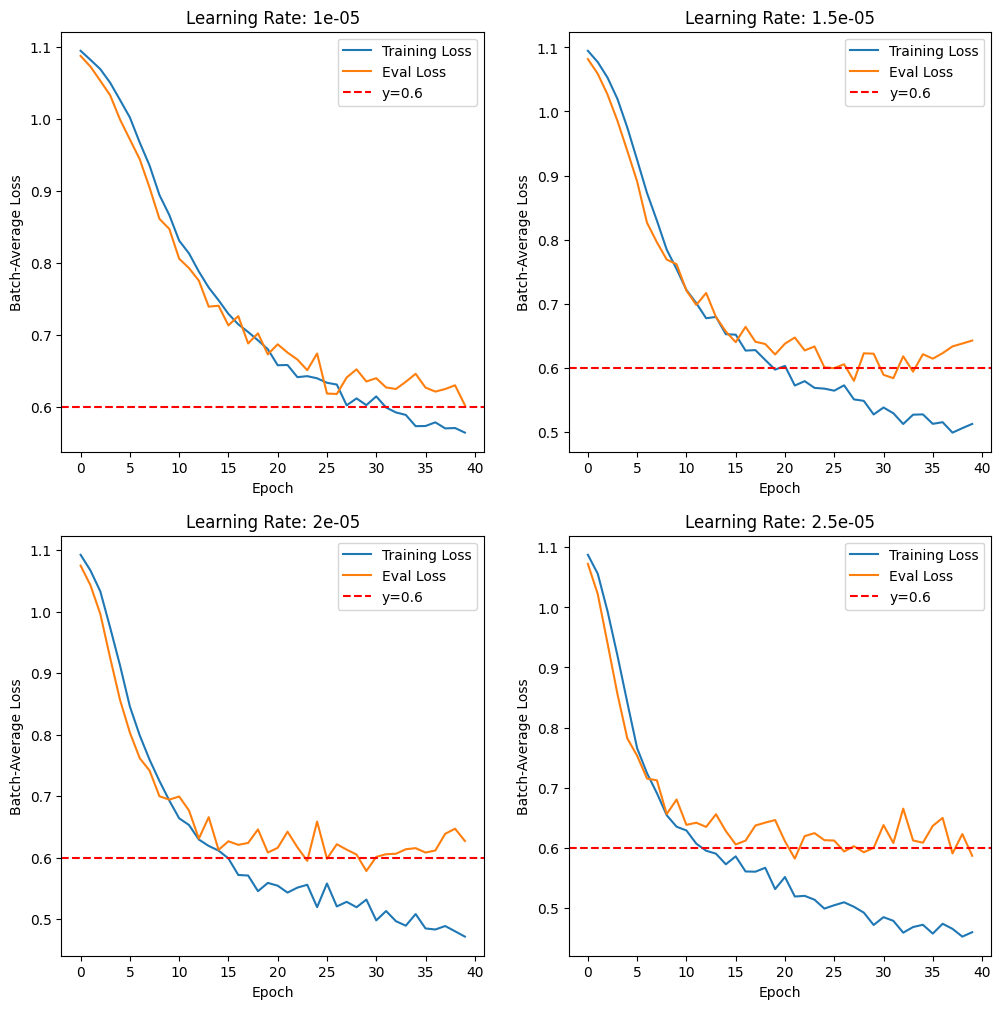 Learning Rate: 1e-05
Training Loss
Eval Loss
y=0.6
1.1
1.0
0.9
0.8
0.7
0.6
Batch-Average Loss
0 5 10 15 20 25 30 35 40
Epoch
Learning Rate: 1.5e-05
Training Loss
Eval Loss
y=0.6
1.1
1.0
0.9
0.8
0.7
0.6
0.5
Batch-Average Loss
0 5 10 15 20 25 30 35 40
Epoch
Learning Rate: 2e-05
Training Loss
Eval Loss
y=0.6
1.1
1.0
0.9
0.8
0.7
0.6
0.5
Batch-Average Loss
0 5 10 15 20 25 30 35 40
Epoch
Learning Rate: 2.5e-05
Training Loss
Eval Loss
y=0.6
1.1
1.0
0.9
0.8
0.7
0.6
0.5
Batch-Average Loss
0 5 10 15 20 25 30 35 40
Epoch